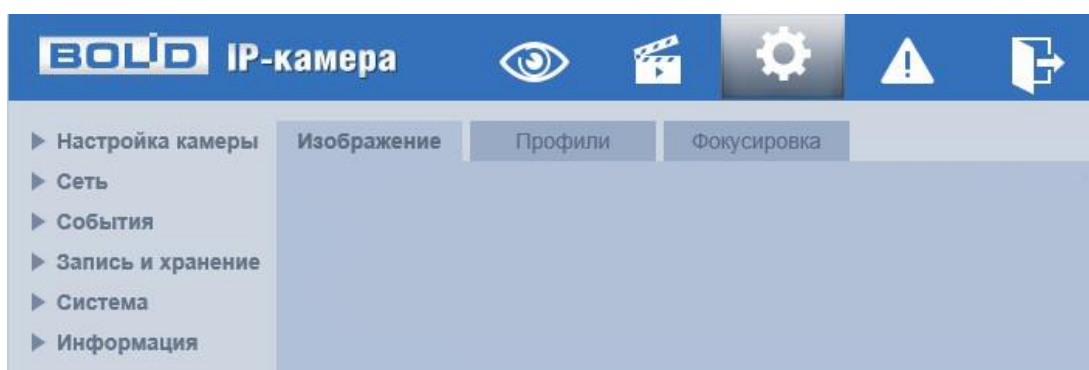 BOLID IP-камера
Настройка камеры Изображение Профили Фокусировка
Сеть
События
Запись и хранение
Система
Информация